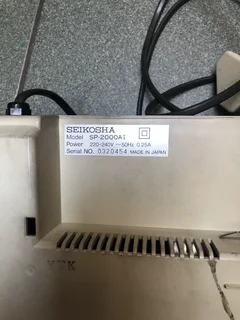 SEIKOSHA
Model SP-2000AI
Power 220-240V ~ 50Hz 0.25A
Serial NO. 0320454 MADE IN JAPAN